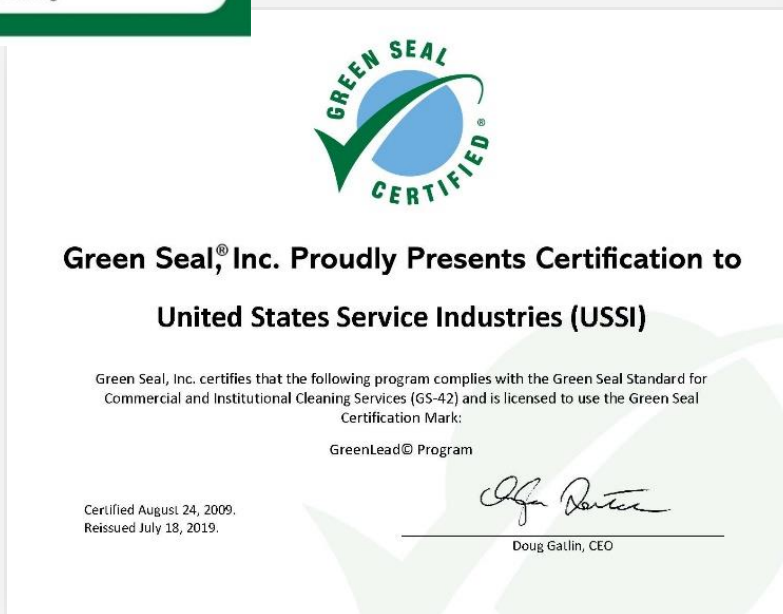 GREEN SEAL
CERTIFIED®
Green Seal,® Inc. Proudly Presents Certification to
United States Service Industries (USSI)
Green Seal, Inc. certifies that the following program complies with the Green Seal Standard for
Commercial and Institutional Cleaning Services (GS-42) and is licensed to use the Green Seal
Certification Mark:
GreenLead© Program
Certified August 24, 2009.
Reissued July 18, 2019.
Doug Gatlin, CEO